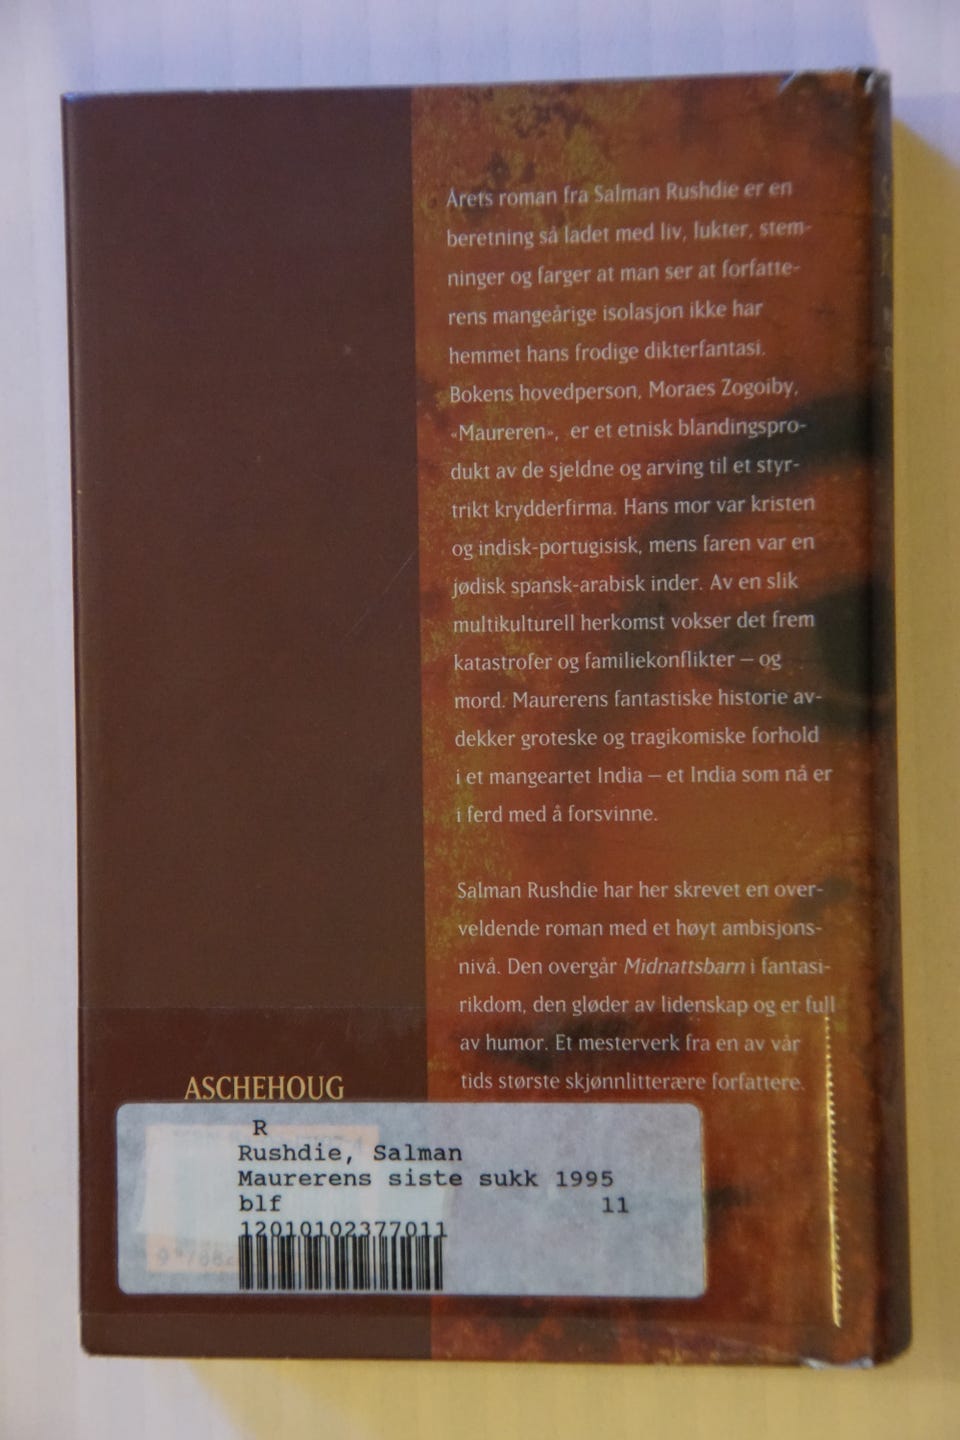 Årets roman fra Salman Rushdie er en
beretning så ladet med liv, lukter, stem-
ninger og farger at man ser at forfatte-
rens mangeårige isolasjon ikke har
hemmet hans frodige dikterfantasi.
Bokens hovedperson, Moraes Zogoiby,
«Maureren», er et etnisk blandingspro-
dukt av de sjeldne og arving til et styr-
trikt krydderfirma. Hans mor var kristen
og indisk-portugisisk, mens faren var en
jødisk spansk-arabisk inder. Av en slik
multikulturell herkomst vokser det frem
katastrofer og familiekonflikter – og
mord. Maurerens fantastiske historie av-
dekker groteske og tragikomiske forhold
i et mangeartet India – et India som nå er
i ferd med å forsvinne.
Salman Rushdie har her skrevet en over-
veldende roman med et høyt ambisjons-
nivå. Den overgår Midnattsbarn i fantasi-
rikdom, den gløder av lidenskap og er full
av humor. Et mesterverk fra en av vår
tids største skjønnlitterære forfattere.
ASCHEHOUG
R
Rushdie, Salman
Maurerens siste sukk 1995
blf 11
12010102377011